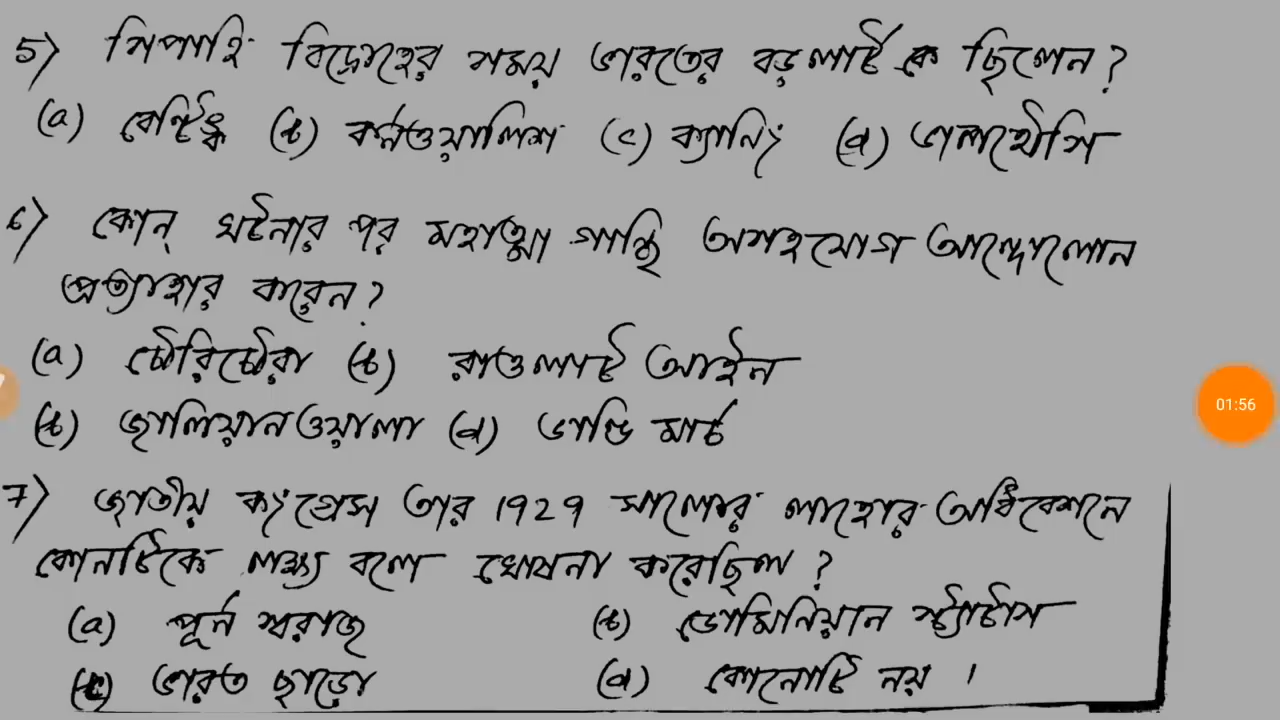 5) সিপাহি বিদ্রোহের সময় ভারতের বড়লার্ট কে ছিলেন?
(a) বেন্টিঙ্ক (b) কর্নওয়ালিশ (c) ক্যানিং (d) ডালহৌসি
6) কোন্ ঘটনার পর মহাত্মা গান্ধি অসহযোগ আন্দোলোন
প্রত্যাহার করেন?
(a) চৌরিচৌরা (b) রাওলার্ট আইন
(c) জালিয়ানওয়ালা (d) ডান্ডি মার্চ
7) জাতীয় কংগ্রেস তার 1929 সালের লাহোর অধিবেশনে
কোনটিকে লক্ষ্য বলে ঘোষনা করেছিল?
(a) পূর্ন স্বরাজ (b) ডোমিনিয়ান স্ট্যাটাস
(c) ভারত ছাড়ো (d) কোনোটি নয়।
01:56